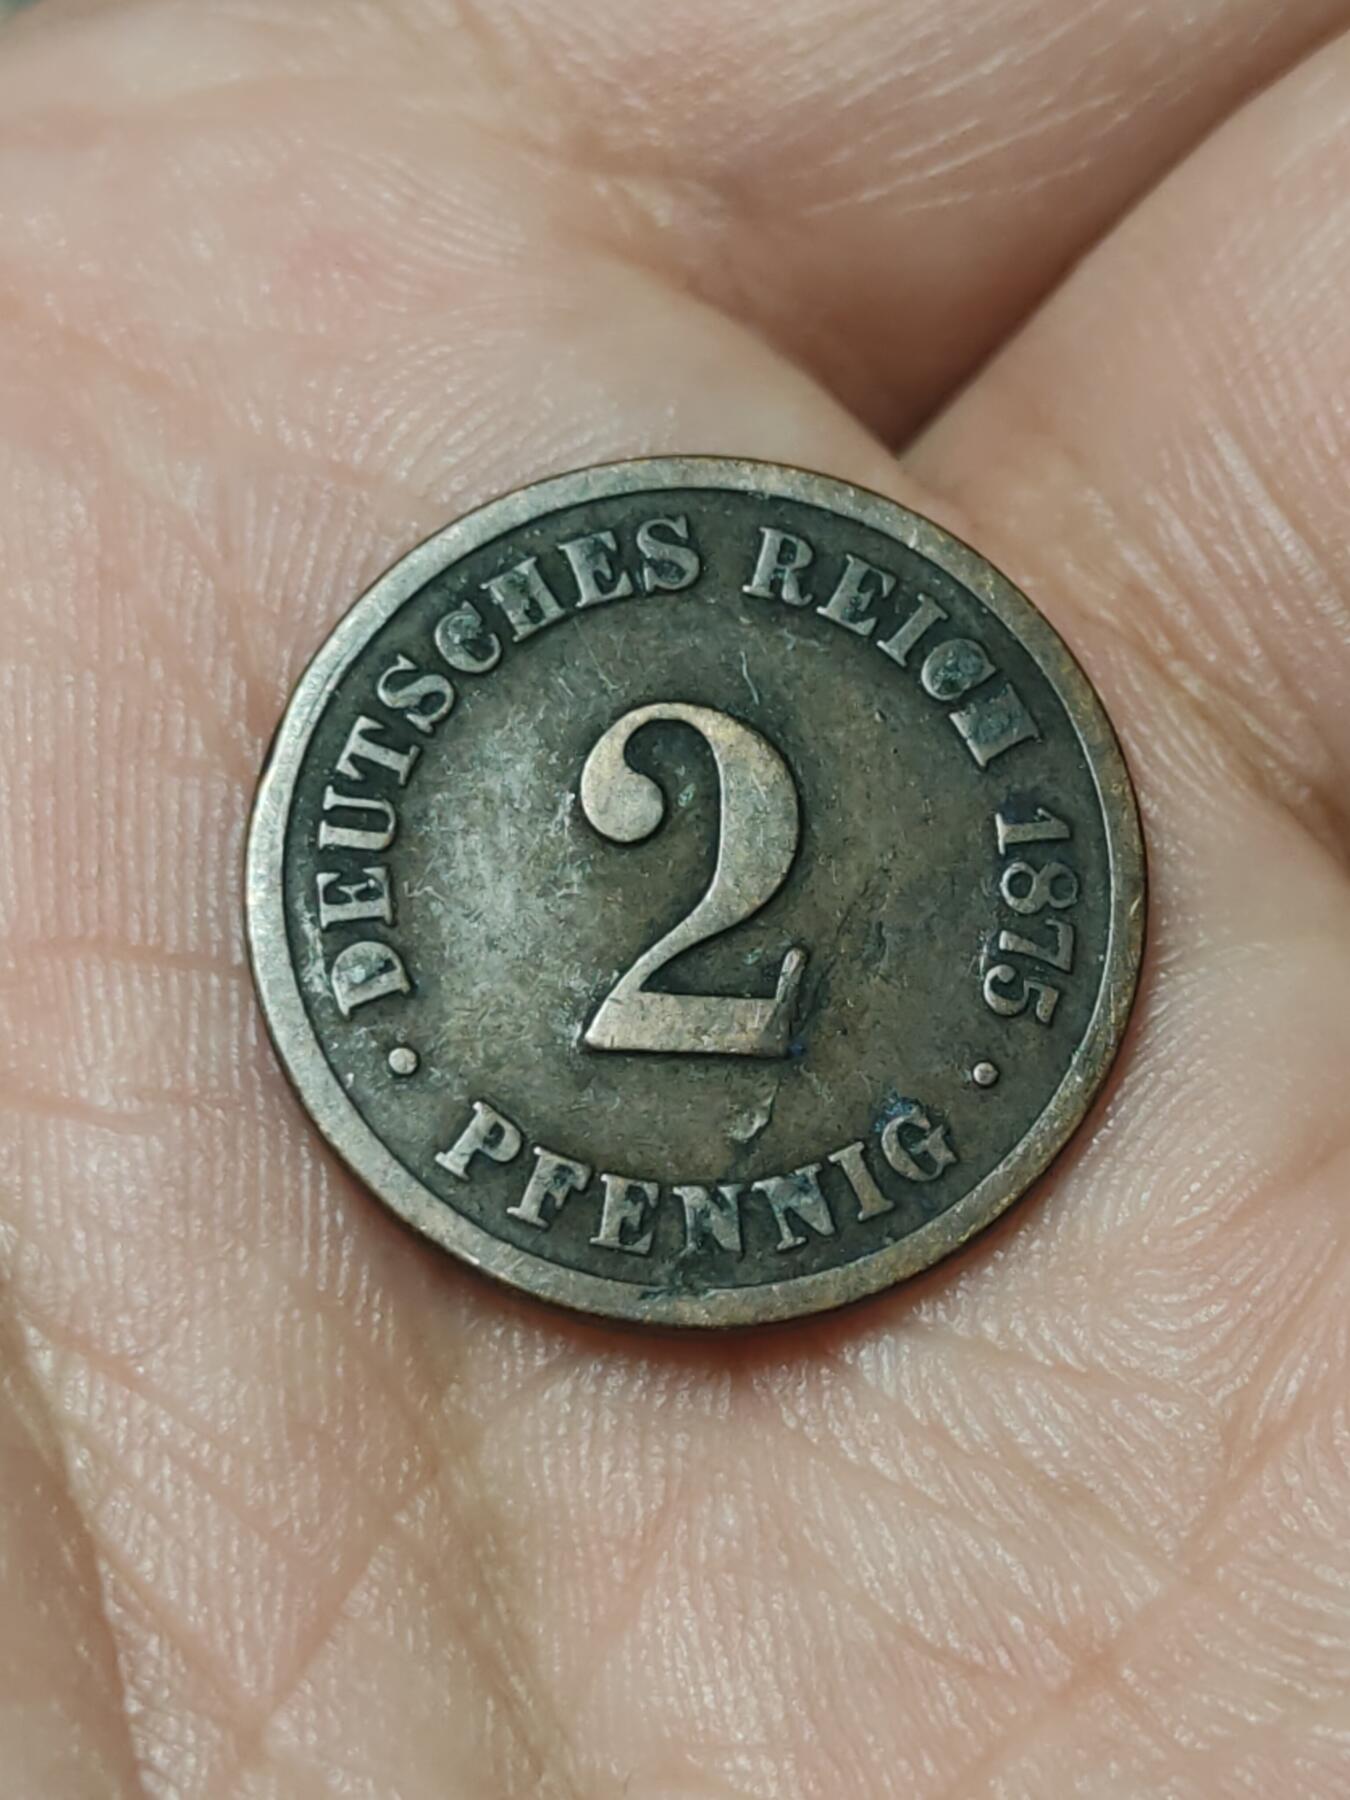 DEUTSCHES REICH 1875
2
• PFENNIG •